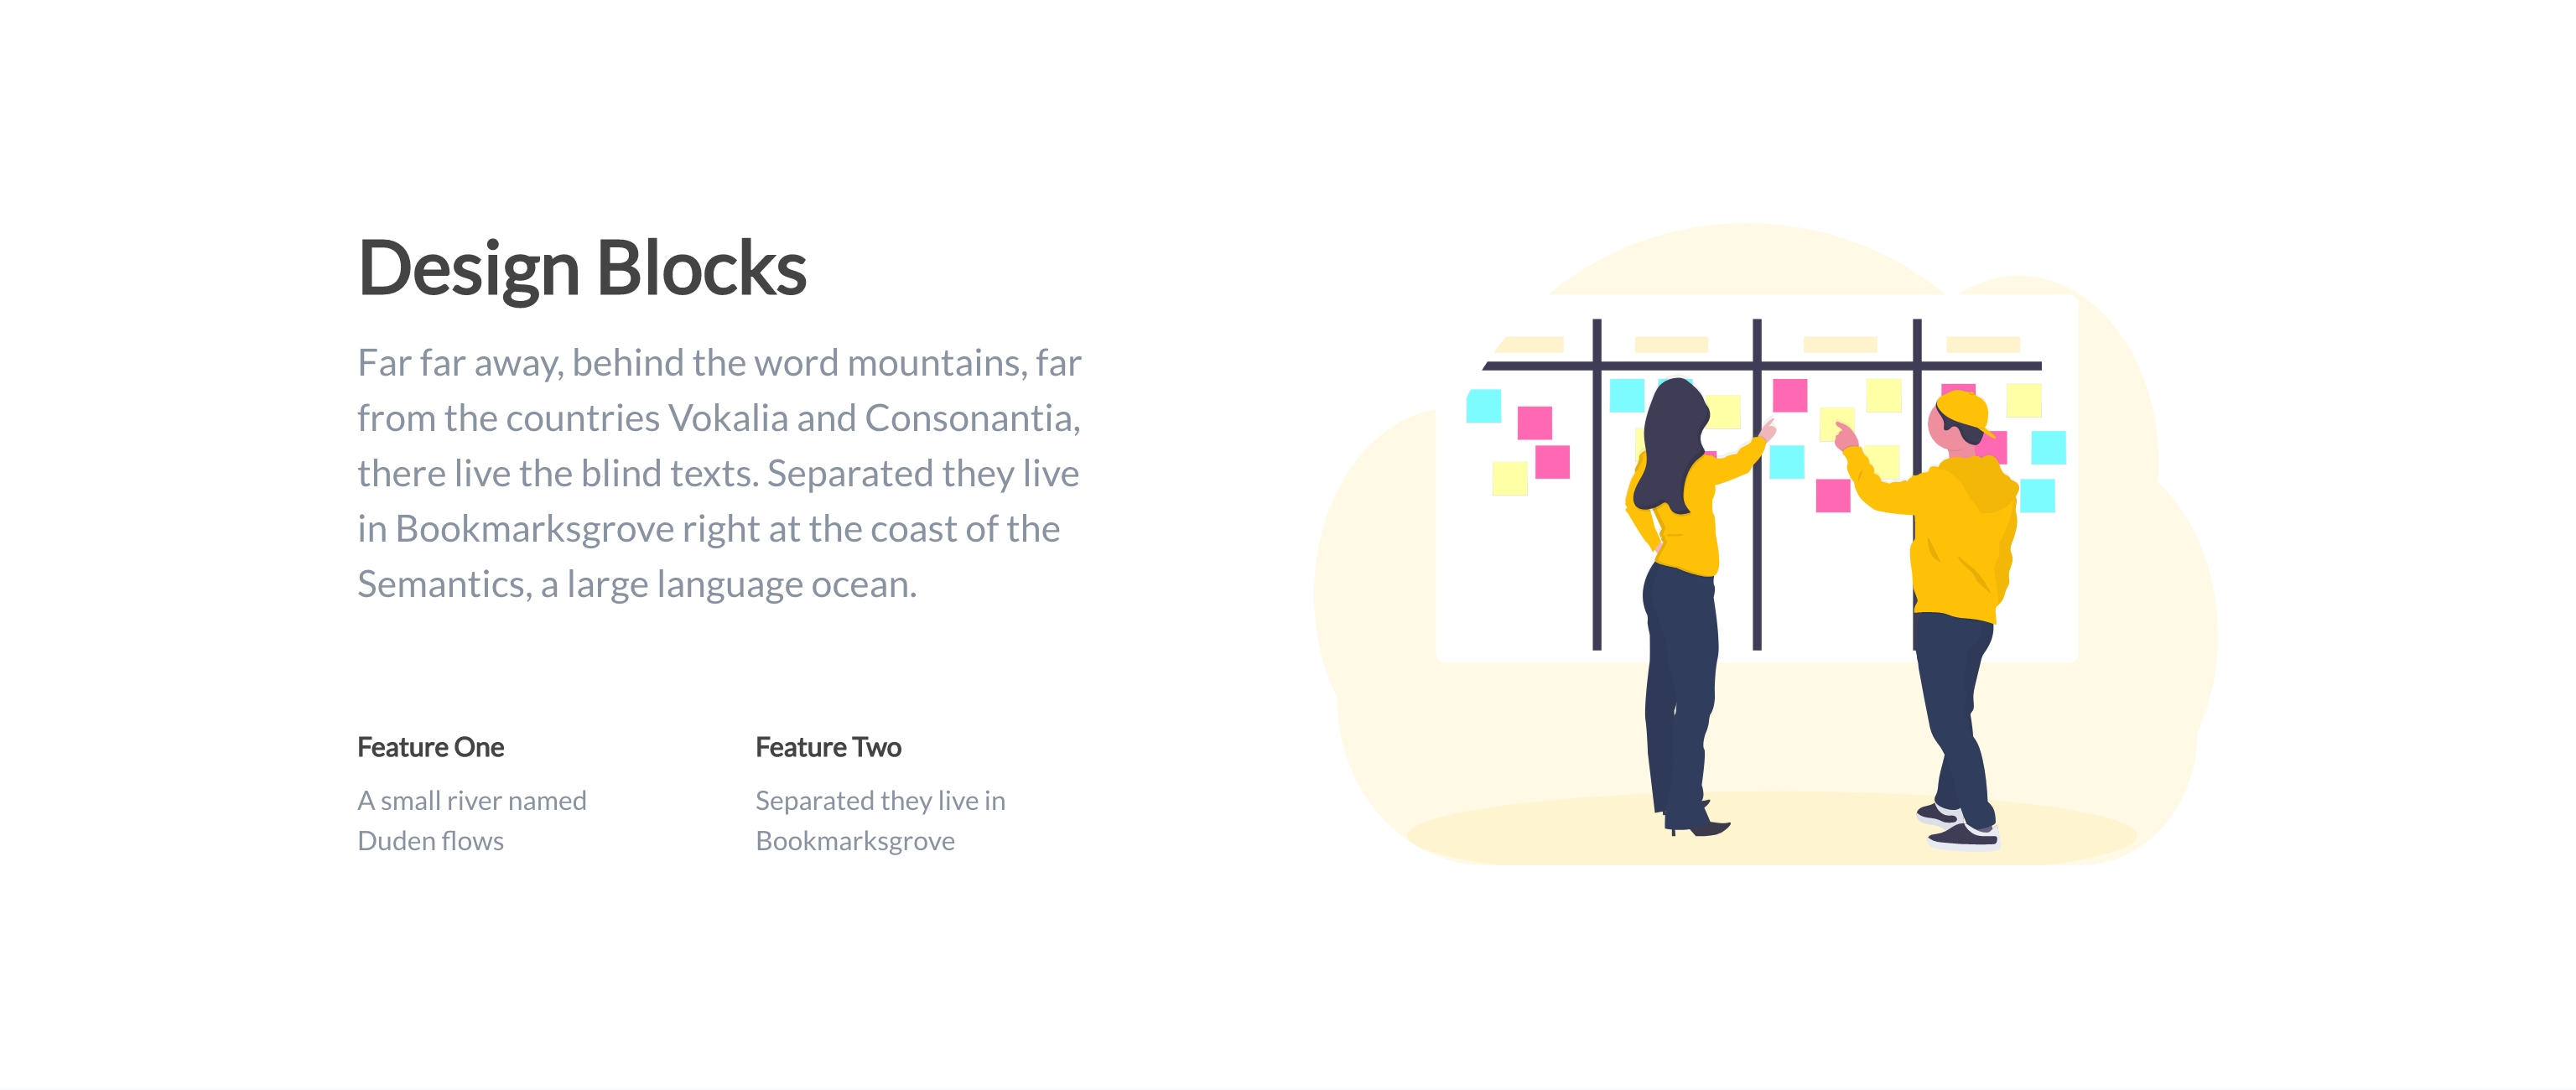 Design Blocks
Far far away, behind the word mountains, far
from the countries Vokalia and Consonantia,
there live the blind texts. Separated they live
in Bookmarksgrove right at the coast of the
Semantics, a large language ocean.
Feature One
A small river named
Duden flows
Feature Two
Separated they live in
Bookmarksgrove